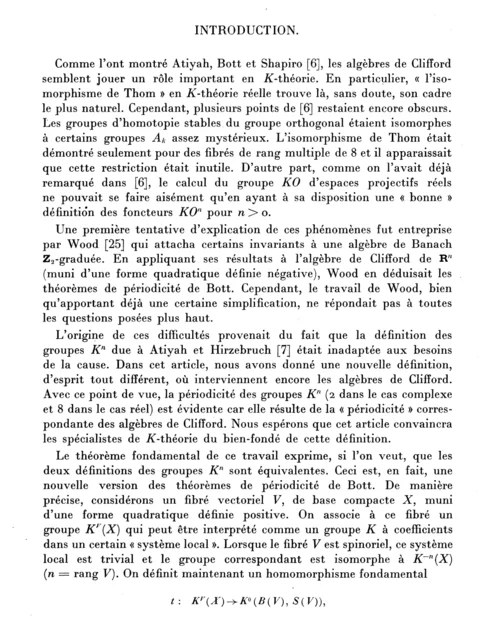 INTRODUCTION.
Comme l'ont montré Atiyah, Bott et Shapiro [6], les algèbres de Clifford
semblent jouer un rôle important en K-théorie. En particulier, « l'iso-
morphisme de Thom » en K-théorie réelle trouve là, sans doute, son cadre
le plus naturel. Cependant, plusieurs points de [6] restaient encore obscurs.
Les groupes d'homotopie stables du groupe orthogonal étaient isomorphes
à certains groupes Aₖ assez mystérieux. L'isomorphisme de Thom était
démontré seulement pour des fibrés de rang multiple de 8 et il apparaissait
que cette restriction était inutile. D'autre part, comme on l'avait déjà
remarqué dans [6], le calcul du groupe KO d'espaces projectifs réels
ne pouvait se faire aisément qu'en ayant à sa disposition une « bonne »
définition des foncteurs KOⁿ pour n > 0.
Une première tentative d'explication de ces phénomènes fut entreprise
par Wood [25] qui attacha certains invariants à une algèbre de Banach
Z₂-graduée. En appliquant ses résultats à l'algèbre de Clifford de Rⁿ
(muni d'une forme quadratique définie négative), Wood en déduisait les
théorèmes de périodicité de Bott. Cependant, le travail de Wood, bien
qu'apportant déjà une certaine simplification, ne répondait pas à toutes
les questions posées plus haut.
L'origine de ces difficultés provenait du fait que la définition des
groupes Kⁿ due à Atiyah et Hirzebruch [7] était inadaptée aux besoins
de la cause. Dans cet article, nous avons donné une nouvelle définition,
d'esprit tout différent, où interviennent encore les algèbres de Clifford.
Avec ce point de vue, la périodicité des groupes Kⁿ (2 dans le cas complexe
et 8 dans le cas réel) est évidente car elle résulte de la « périodicité » corres-
pondante des algèbres de Clifford. Nous espérons que cet article convaincra
les spécialistes de K-théorie du bien-fondé de cette définition.
Le théorème fondamental de ce travail exprime, si l'on veut, que les
deux définitions des groupes Kⁿ sont équivalentes. Ceci est, en fait, une
nouvelle version des théorèmes de périodicité de Bott. De manière
précise, considérons un fibré vectoriel V, de base compacte X, muni
d'une forme quadratique définie positive. On associe à ce fibré un
groupe Kⱽ(X) qui peut être interprété comme un groupe K à coefficients
dans un certain « système local ». Lorsque le fibré V est spinoriel, ce système
local est trivial et le groupe correspondant est isomorphe à K⁻ⁿ(X)
(n = rang V). On définit maintenant un homomorphisme fondamental
t : Kⱽ(X) → K⁰(B(V), S(V)),